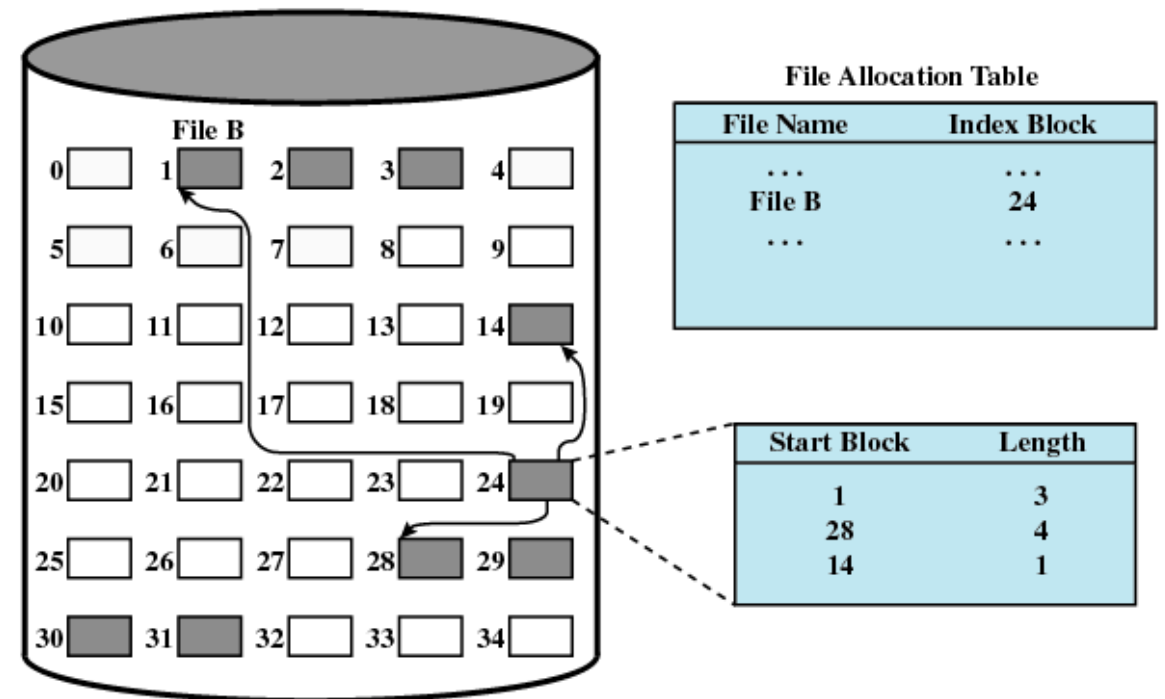 File B
0 1 2 3 4
5 6 7 8 9
10 11 12 13 14
15 16 17 18 19
20 21 22 23 24
25 26 27 28 29
30 31 32 33 34
File Allocation Table
File Name Index Block
... ...
File B 24
... ...
Start Block Length
1 3
28 4
14 1